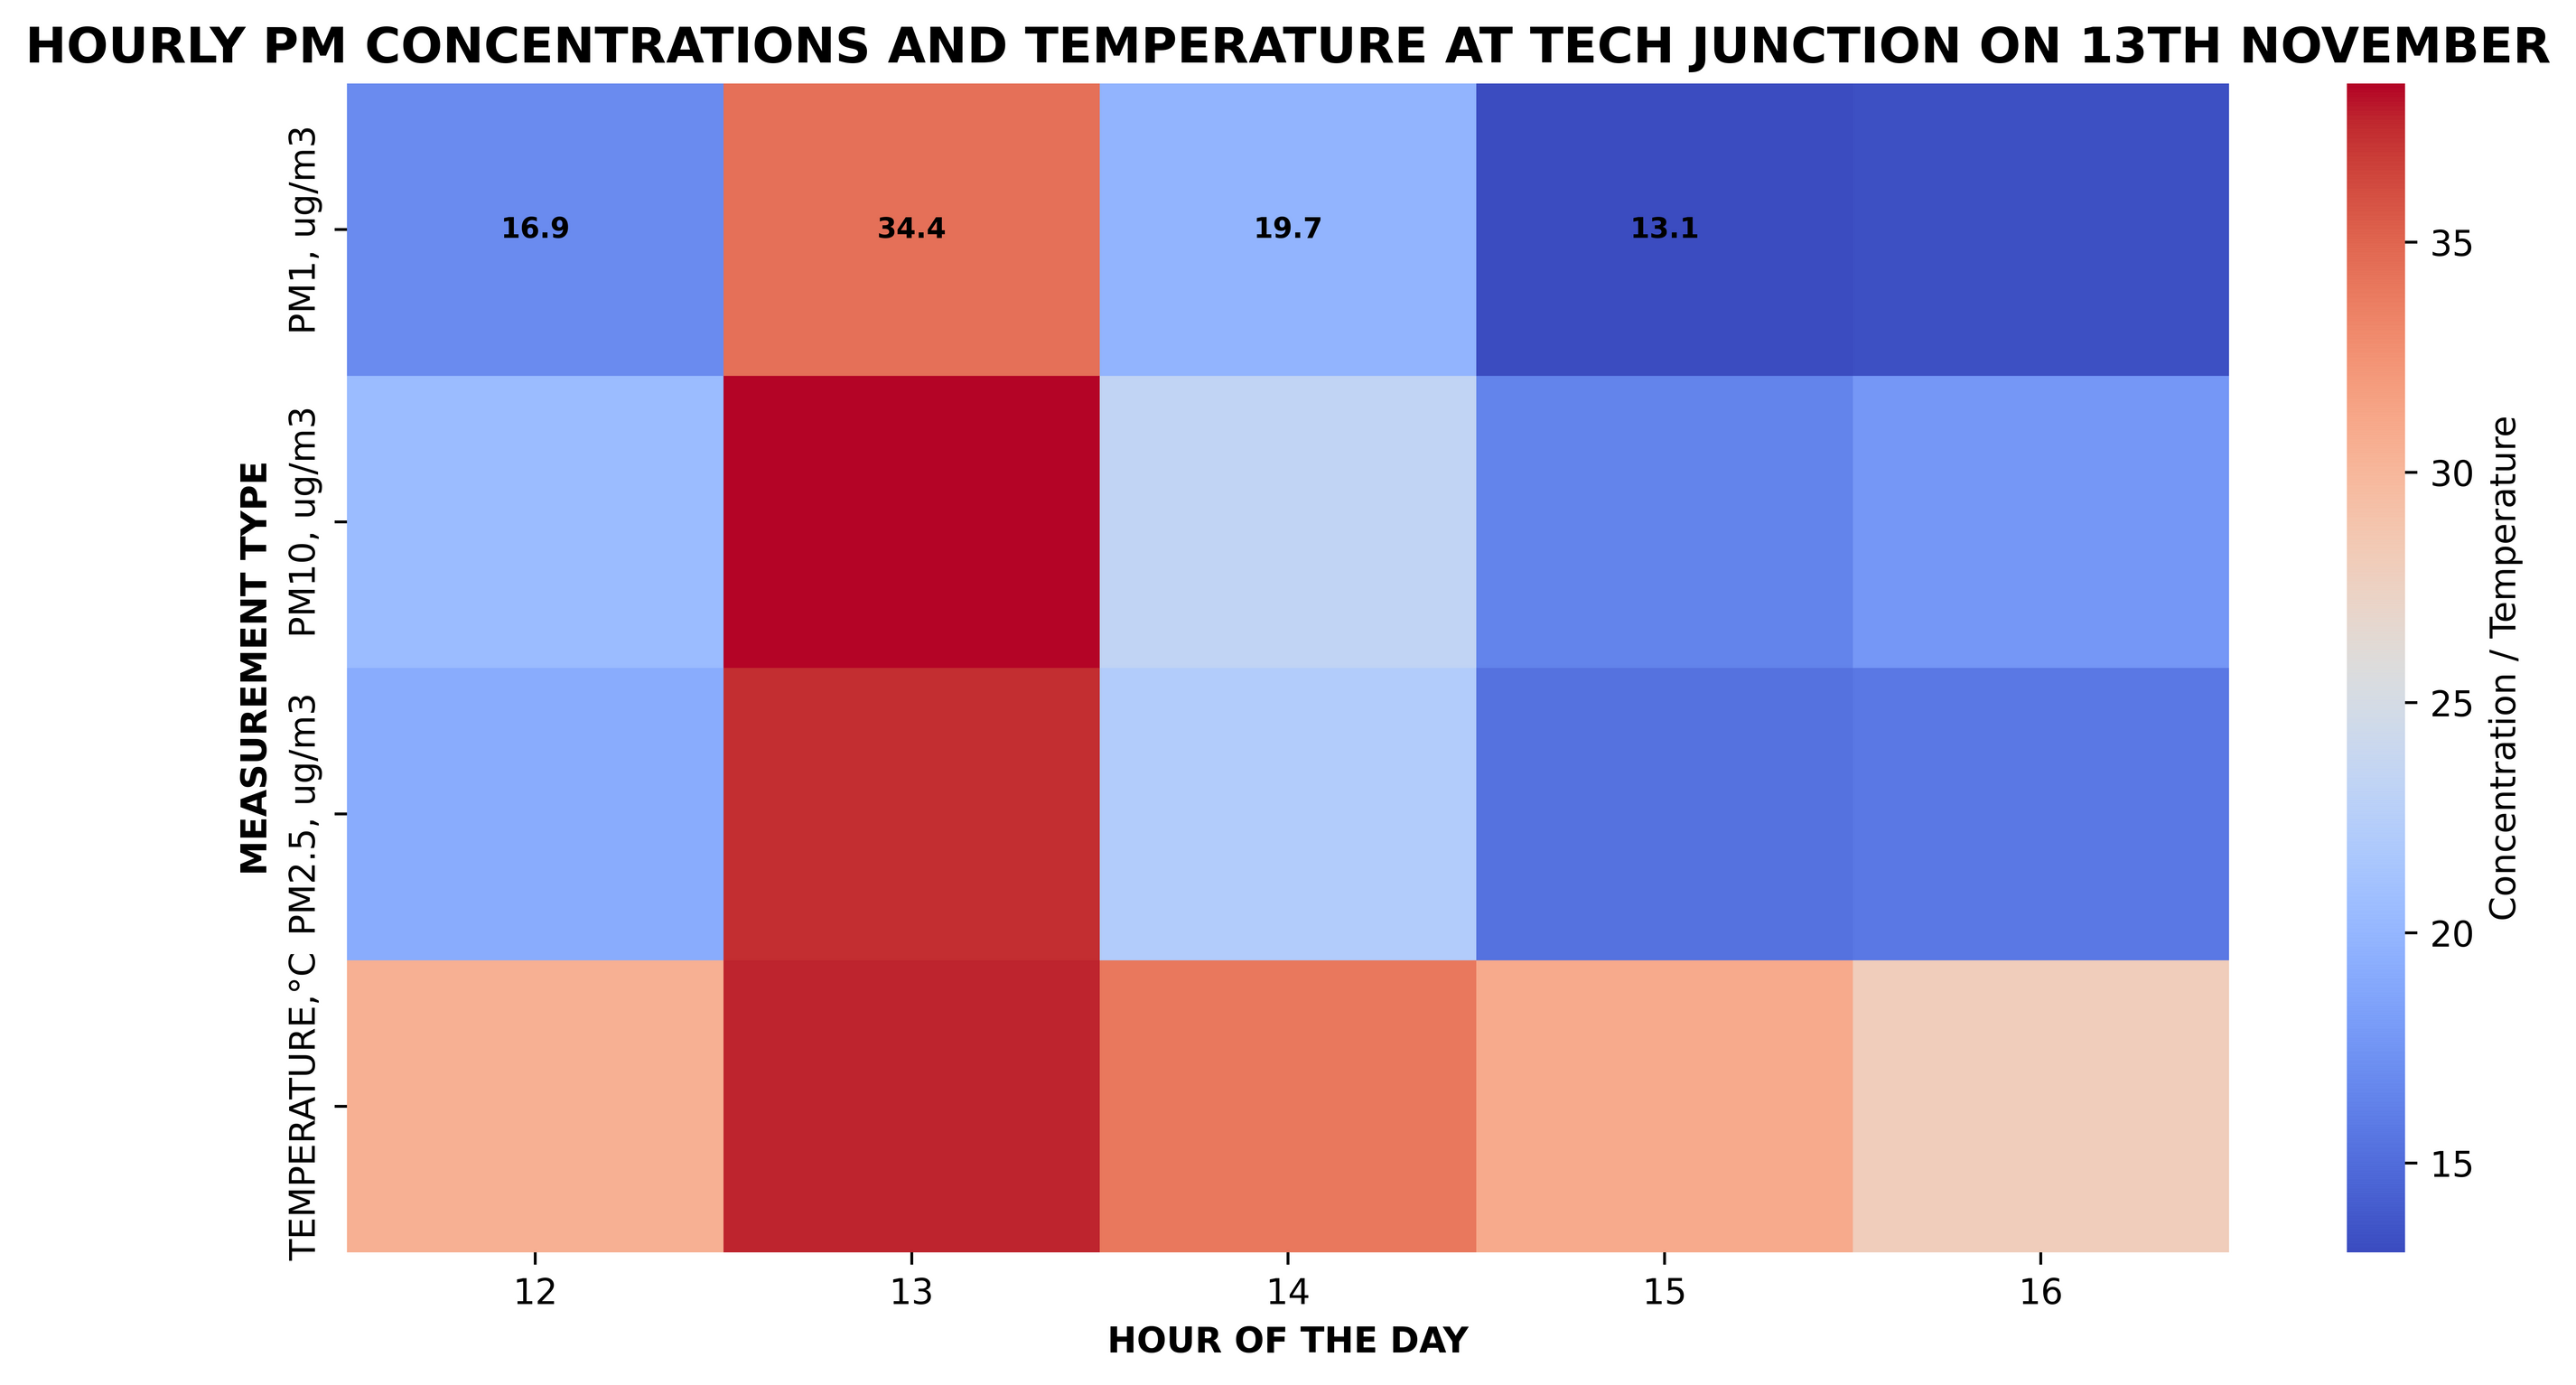 HOURLY PM CONCENTRATIONS AND TEMPERATURE AT TECH JUNCTION ON 13TH NOVEMBER
MEASUREMENT TYPE
PM1, ug/m3
PM10, ug/m3
PM2.5, ug/m3
TEMPERATURE,°C
16.9 34.4 19.7 13.1
12 13 14 15 16
HOUR OF THE DAY
35
30
25
20
15
Concentration / Temperature